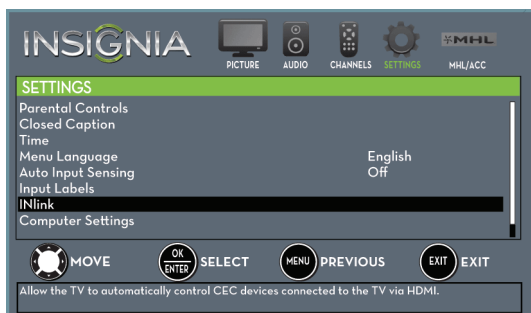 INSIGNIA
PICTURE AUDIO CHANNELS SETTINGS MHL MHL/ACC
SETTINGS
Parental Controls
Closed Caption
Time
Menu Language English
Auto Input Sensing Off
Input Labels
INlink
Computer Settings
MOVE OK ENTER SELECT MENU PREVIOUS EXIT EXIT
Allow the TV to automatically control CEC devices connected to the TV via HDMI.